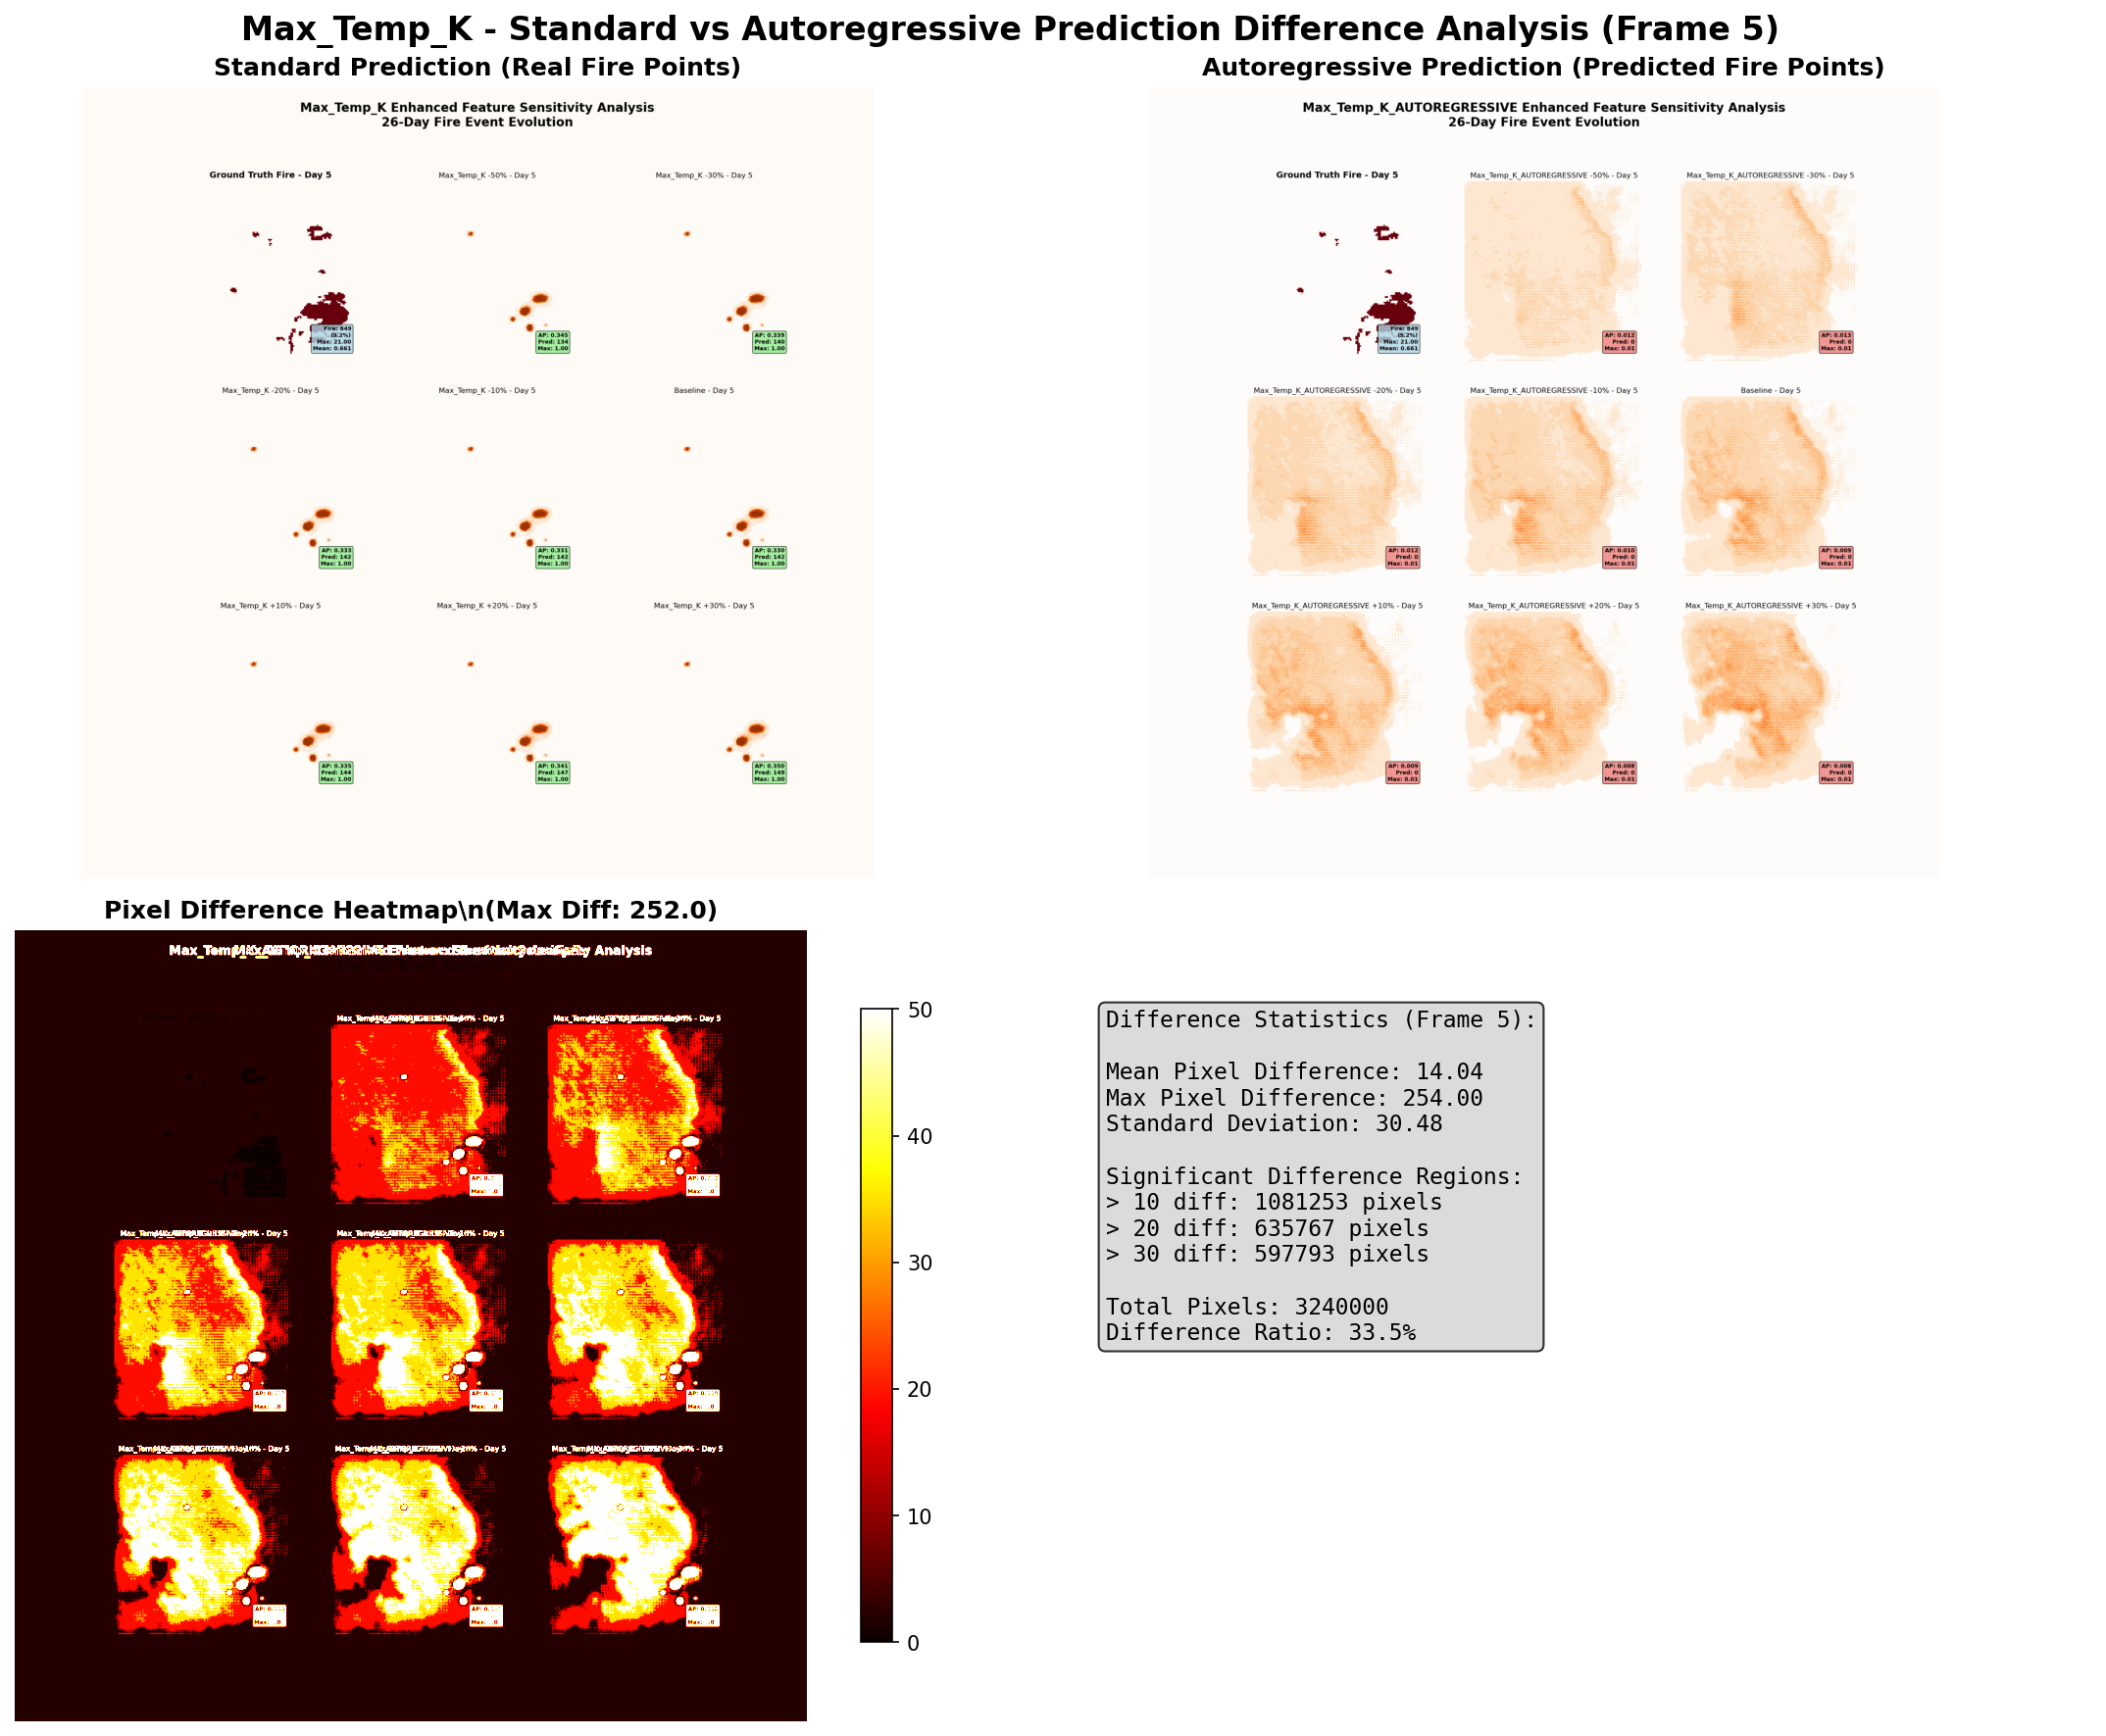 Max_Temp_K - Standard vs Autoregressive Prediction Difference Analysis (Frame 5)
Standard Prediction (Real Fire Points)
Max_Temp_K Enhanced Feature Sensitivity Analysis
26-Day Fire Event Evolution
Ground Truth Fire - Day 5
Max_Temp_K -50% - Day 5
Max_Temp_K -30% - Day 5
Fire: 849
(5.2%)
Max: 21.00
Mean: 0.661
AP: 0.345
Pred: 134
Max: 1.00
AP: 0.339
Pred: 140
Max: 1.00
Max_Temp_K -20% - Day 5
Max_Temp_K -10% - Day 5
Baseline - Day 5
AP: 0.333
Pred: 142
Max: 1.00
AP: 0.331
Pred: 142
Max: 1.00
AP: 0.330
Pred: 142
Max: 1.00
Max_Temp_K +10% - Day 5
Max_Temp_K +20% - Day 5
Max_Temp_K +30% - Day 5
AP: 0.335
Pred: 144
Max: 1.00
AP: 0.341
Pred: 147
Max: 1.00
AP: 0.350
Pred: 149
Max: 1.00
Autoregressive Prediction (Predicted Fire Points)
Max_Temp_K_AUTOREGRESSIVE Enhanced Feature Sensitivity Analysis
26-Day Fire Event Evolution
Ground Truth Fire - Day 5
Max_Temp_K_AUTOREGRESSIVE -50% - Day 5
Max_Temp_K_AUTOREGRESSIVE -30% - Day 5
Fire: 849
(5.2%)
Max: 21.00
Mean: 0.661
AP: 0.012
Pred: 0
Max: 0.01
AP: 0.013
Pred: 0
Max: 0.01
Max_Temp_K_AUTOREGRESSIVE -20% - Day 5
Max_Temp_K_AUTOREGRESSIVE -10% - Day 5
Baseline - Day 5
AP: 0.012
Pred: 0
Max: 0.01
AP: 0.010
Pred: 0
Max: 0.01
AP: 0.009
Pred: 0
Max: 0.01
Max_Temp_K_AUTOREGRESSIVE +10% - Day 5
Max_Temp_K_AUTOREGRESSIVE +20% - Day 5
Max_Temp_K_AUTOREGRESSIVE +30% - Day 5
AP: 0.009
Pred: 0
Max: 0.01
AP: 0.008
Pred: 0
Max: 0.01
AP: 0.008
Pred: 0
Max: 0.01
Pixel Difference Heatmap\n(Max Diff: 252.0)
50
40
30
20
10
0
Difference Statistics (Frame 5):
Mean Pixel Difference: 14.04
Max Pixel Difference: 254.00
Standard Deviation: 30.48
Significant Difference Regions:
> 10 diff: 1081253 pixels
> 20 diff: 635767 pixels
> 30 diff: 597793 pixels
Total Pixels: 3240000
Difference Ratio: 33.5%